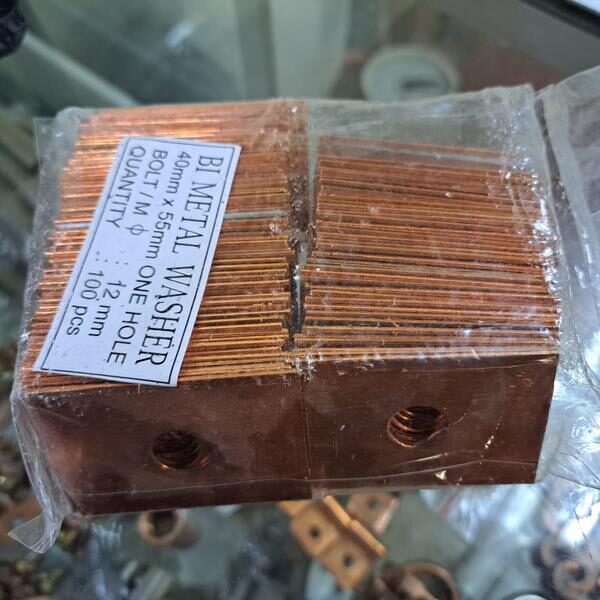 BI METAL WASHER
40mm x 55mm ONE HOLE
BOLT / M ϕ : 12 mm
QUANTITY : 100 pcs